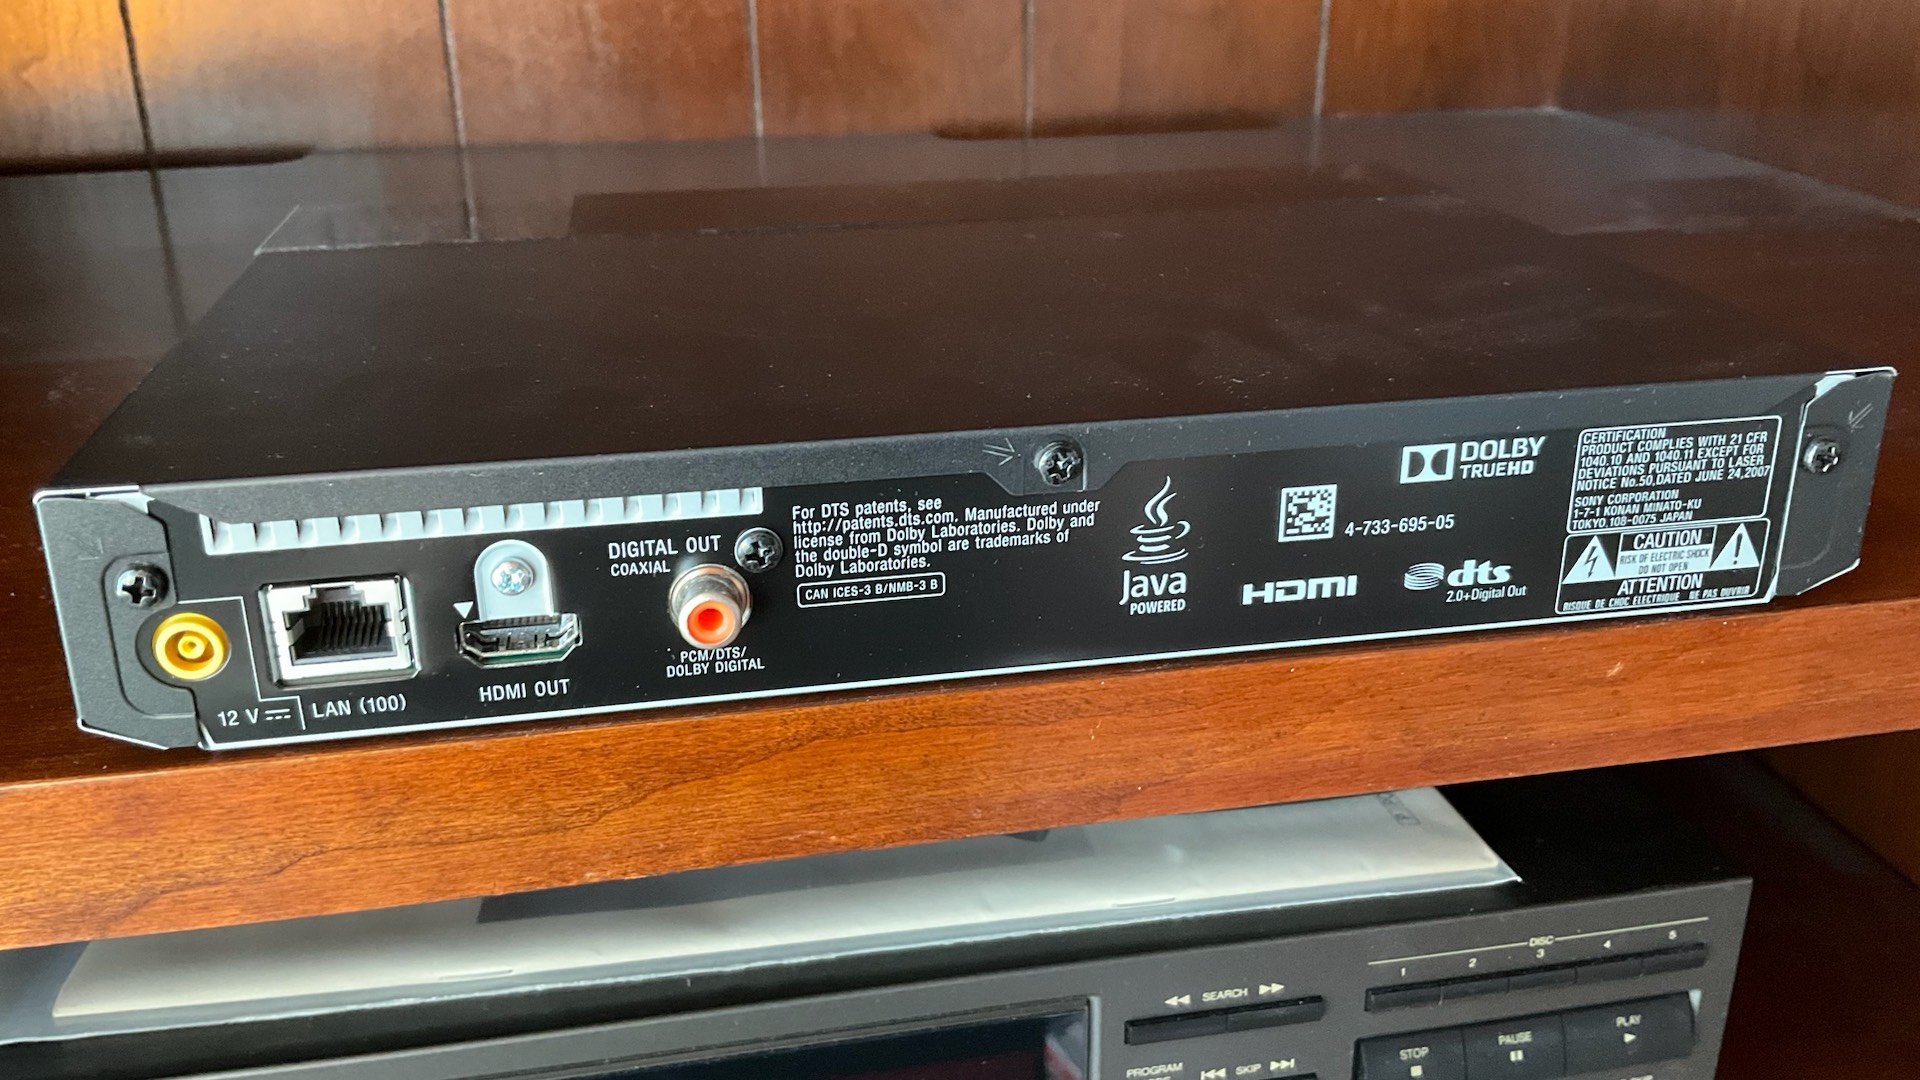 12 V
LAN (100)
HDMI OUT
DIGITAL OUT
COAXIAL
PCM/DTS/
DOLBY DIGITAL
For DTS patents, see
http://patents.dts.com. Manufactured under
license from Dolby Laboratories. Dolby and
the double-D symbol are trademarks of
Dolby Laboratories.
CAN ICES-3 B/NMB-3 B
Java
POWERED
4-733-695-05
HDMI
DOLBY
TRUEHD
dts
2.0+Digital Out
CERTIFICATION
PRODUCT COMPLIES WITH 21 CFR
1040.10 AND 1040.11 EXCEPT FOR
DEVIATIONS PURSUANT TO LASER
NOTICE No.50,DATED JUNE 24,2007
SONY CORPORATION
1-7-1 KONAN MINATO-KU
TOKYO.108-0075 JAPAN
CAUTION
RISK OF ELECTRIC SHOCK
DO NOT OPEN
ATTENTION
RISQUE DE CHOC ELECTRIQUE NE PAS OUVRIR
DISC
1 2 3 4 5
SEARCH
STOP
PAUSE
PLAY
PROGRAM
SKIP